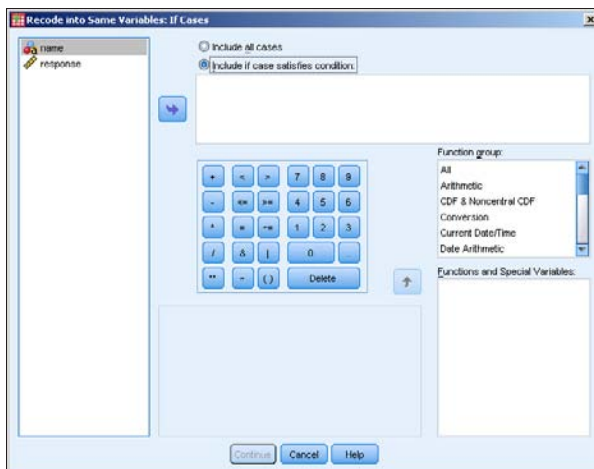 Recode into Same Variables: If Cases
name
response
Include all cases
Include if case satisfies condition:
Function group:
All
Arithmetic
CDF & Noncentral CDF
Conversion
Current Date/Time
Date Arithmetic
+ < > 7 8 9
- <= >= 4 5 6
* = ~= 1 2 3
/ & | 0 .
** ~ ( ) Delete
Functions and Special Variables:
Continue Cancel Help